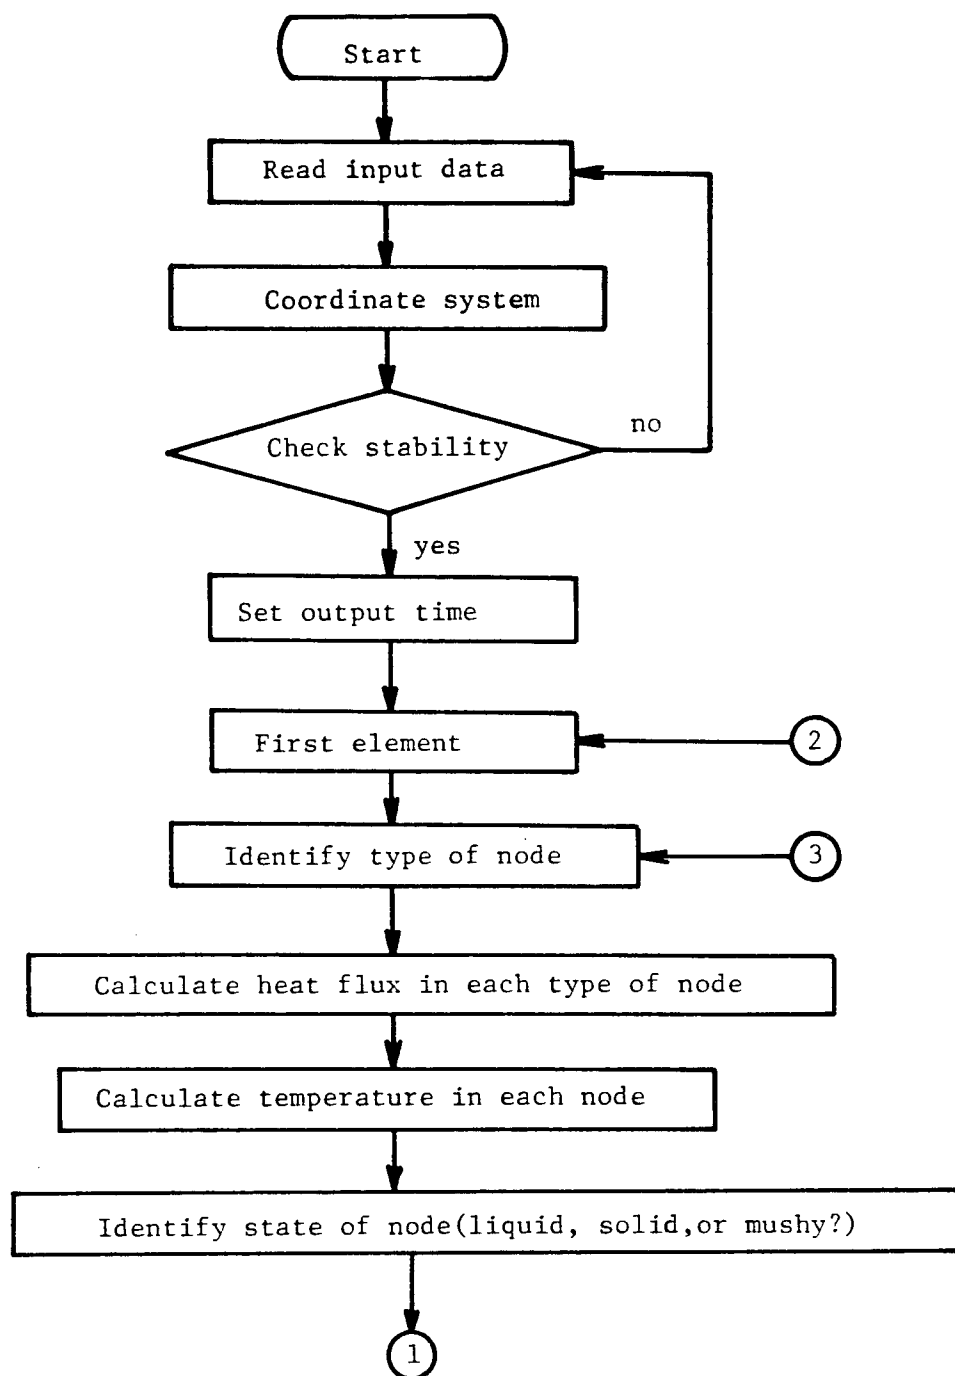 Start
Read input data
Coordinate system
Check stability
no
yes
Set output time
First element
2
Identify type of node
3
Calculate heat flux in each type of node
Calculate temperature in each node
Identify state of node(liquid, solid,or mushy?)
1